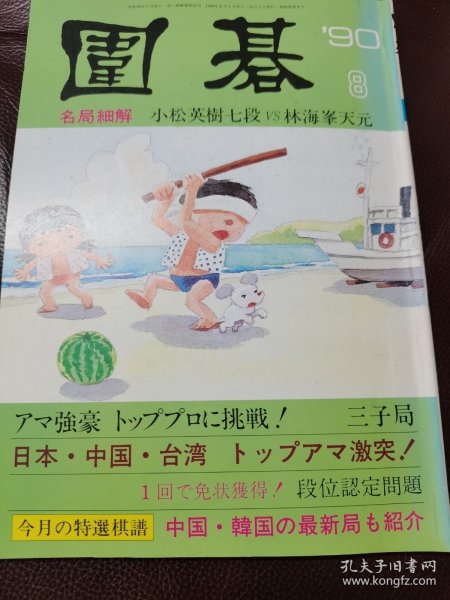 囲碁
'90
8
名局細解 小松英樹七段 VS 林海峯天元
アマ強豪 トッププロに挑戦! 三子局
日本・中国・台湾 トップアマ激突!
1回で免状獲得! 段位認定問題
今月の特選棋譜 中国・韓国の最新局も紹介
孔夫子旧书网
www.kongfz.com